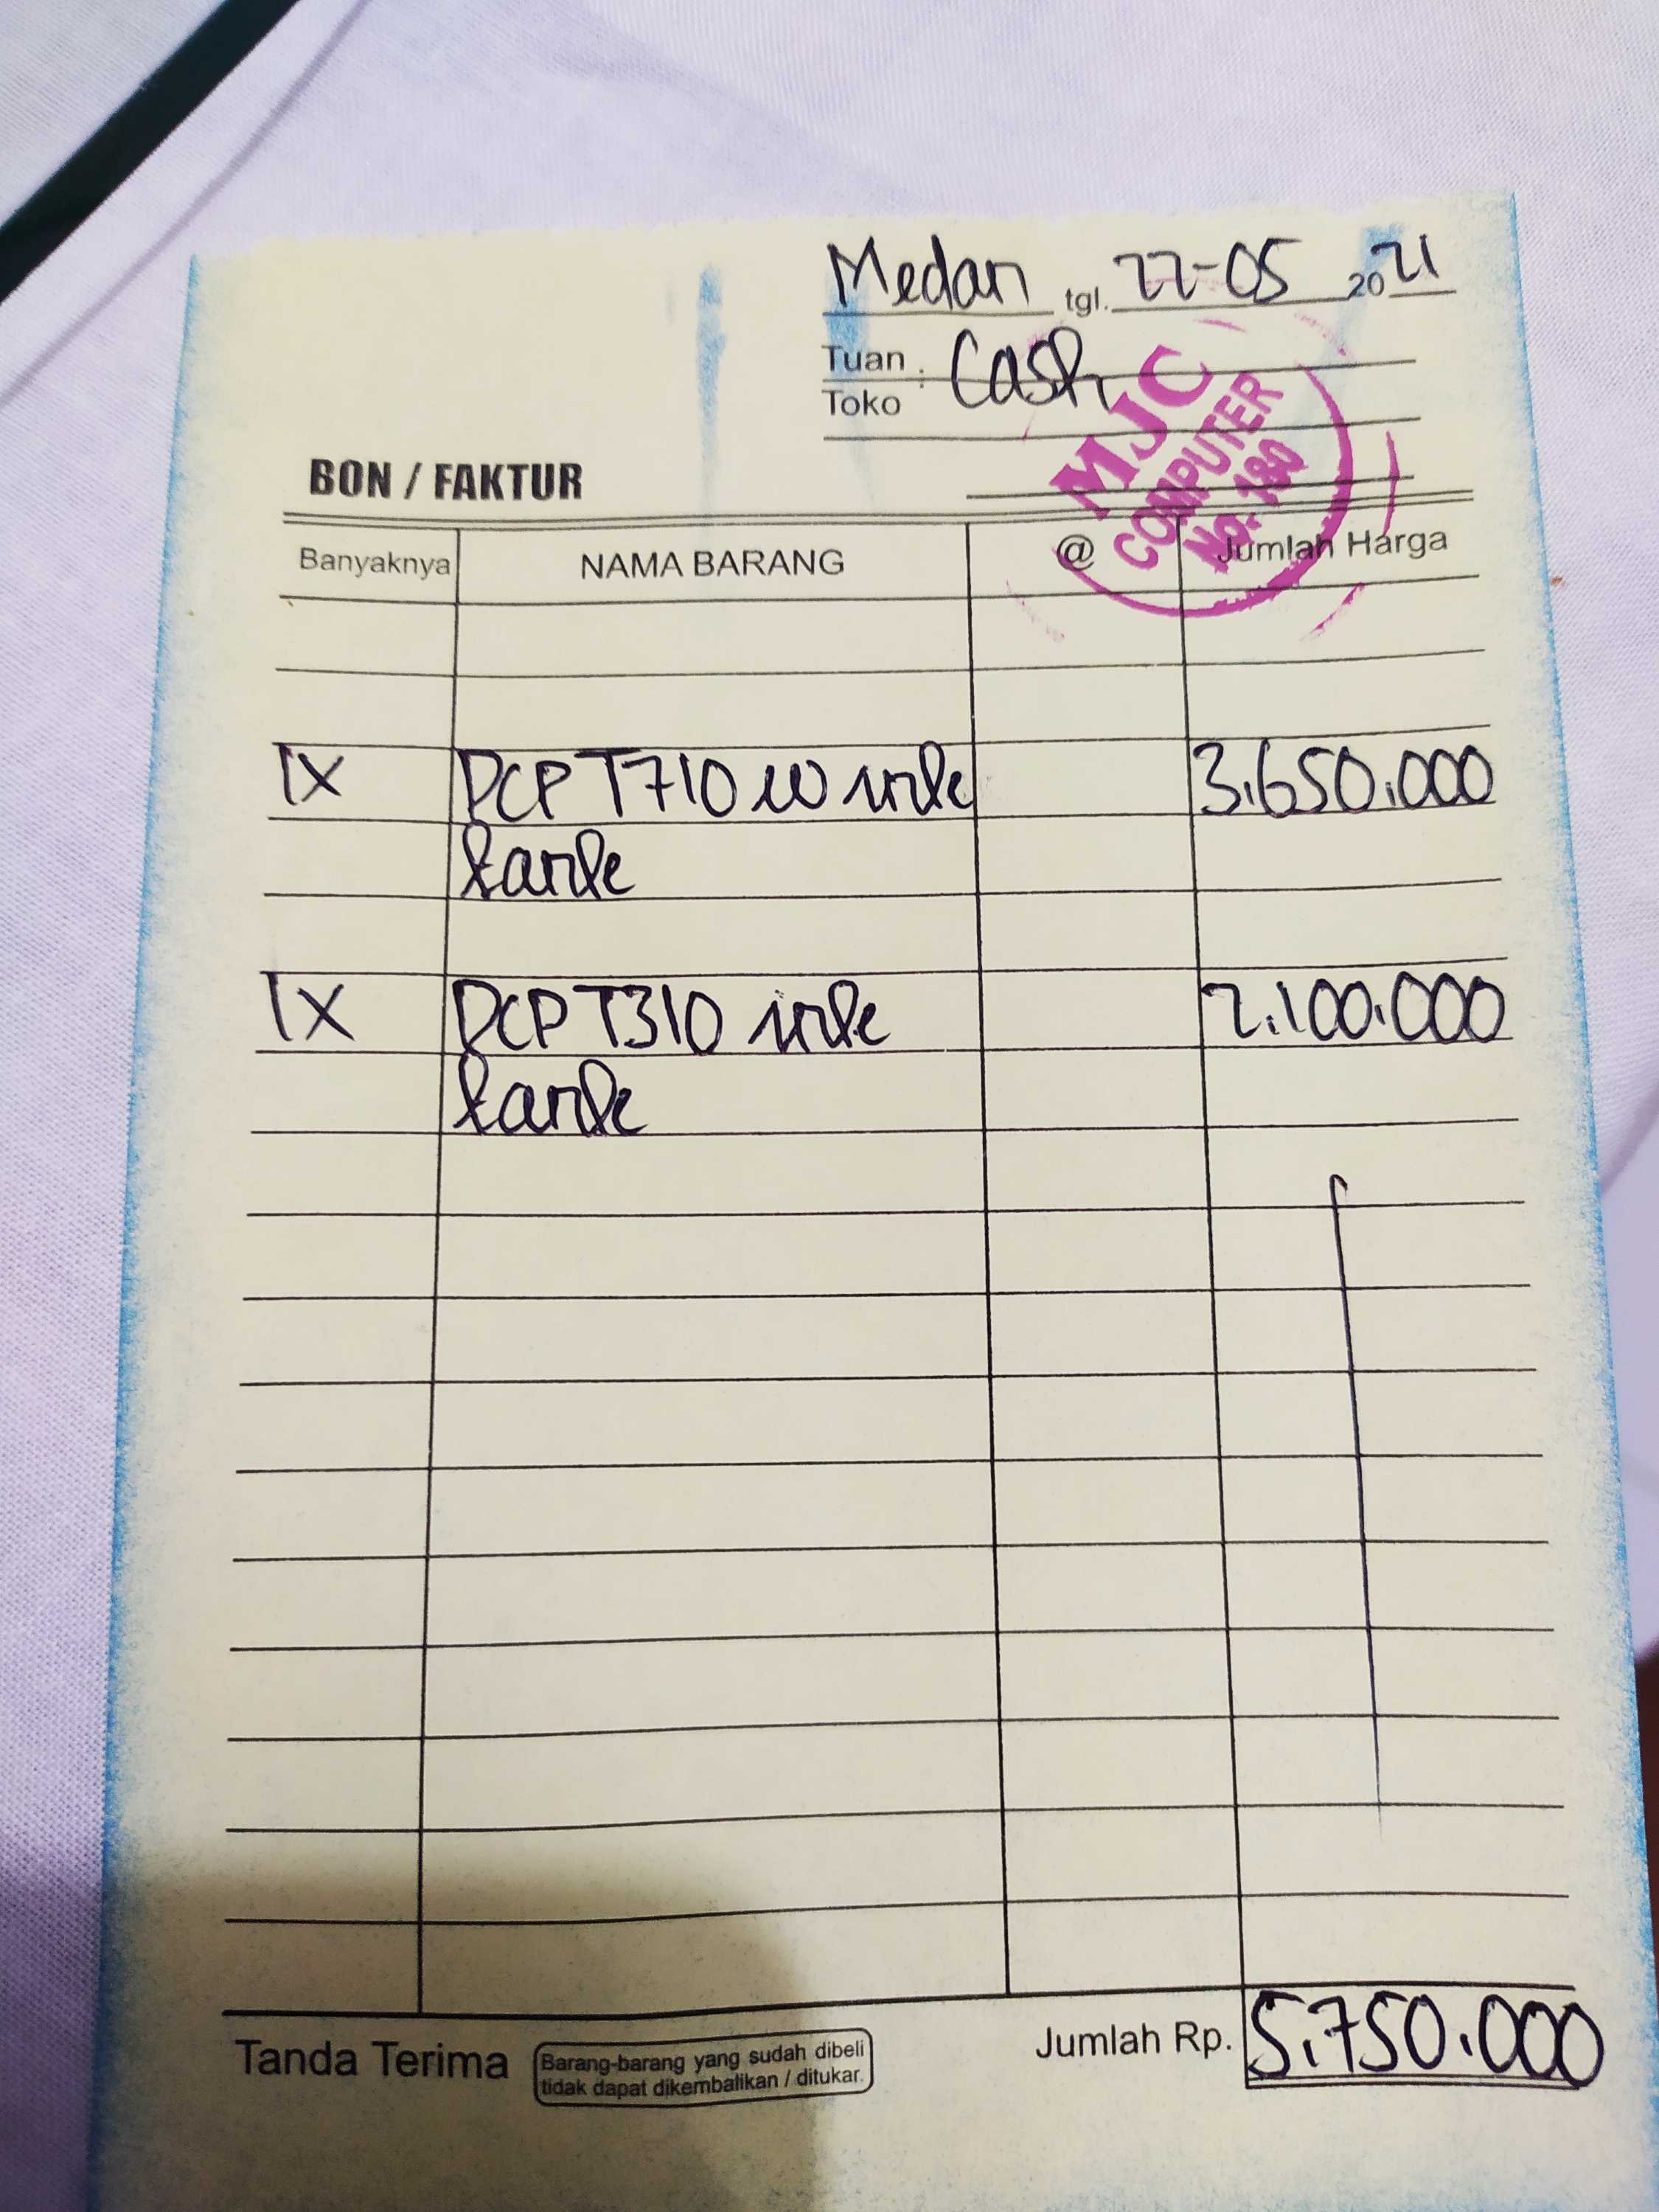 Medan tgl. 22-05 2021
Tuan
Toko : Cash
MJC
COMPUTER
No. 180
BON / FAKTUR
Banyaknya NAMA BARANG @ Jumlah Harga
1X DCP T710 W ink 3.650.000
tank
1X DCP T310 ink 2.100.000
tank
Tanda Terima
Barang-barang yang sudah dibeli
tidak dapat dikembalikan / ditukar.
Jumlah Rp. 5.750.000